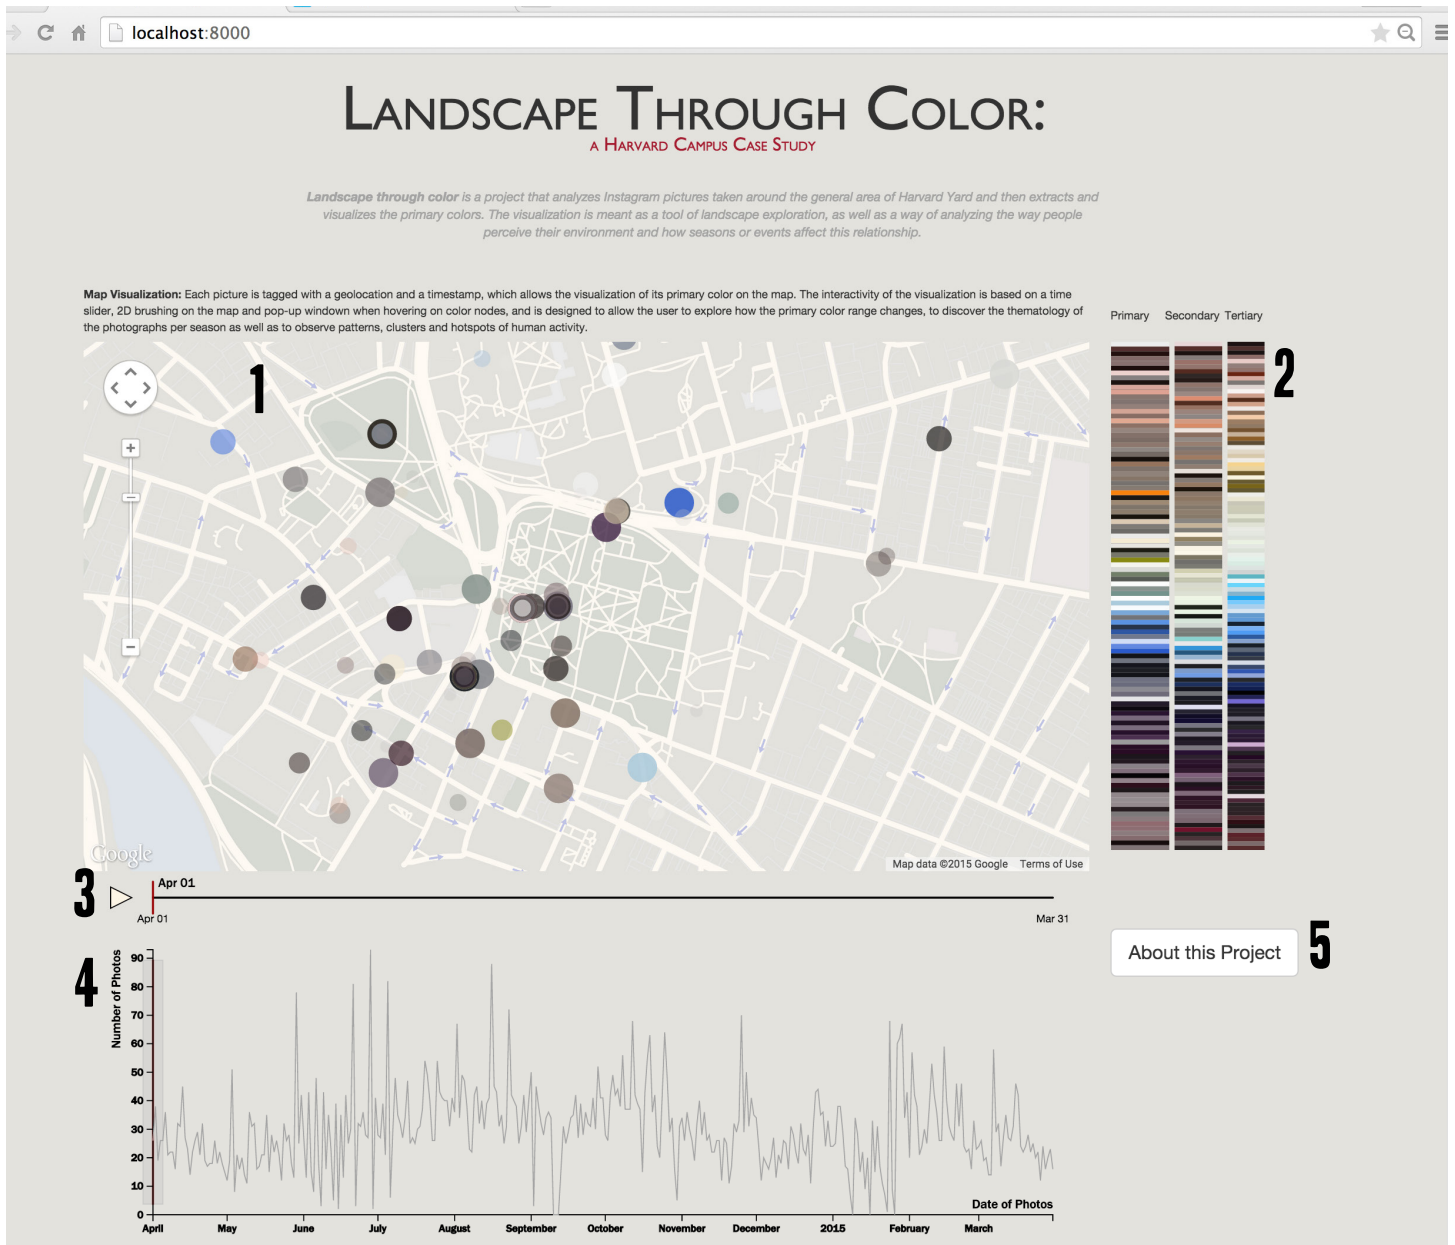 localhost:8000
LANDSCAPE THROUGH COLOR:
A HARVARD CAMPUS CASE STUDY
Landscape through color is a project that analyzes Instagram pictures taken around the general area of Harvard Yard and then extracts and
visualizes the primary colors. The visualization is meant as a tool of landscape exploration, as well as a way of analyzing the way people
perceive their environment and how seasons or events affect this relationship.
Map Visualization: Each picture is tagged with a geolocation and a timestamp, which allows the visualization of its primary color on the map. The interactivity of the visualization is based on a time
slider, 2D brushing on the map and pop-up windown when hovering on color nodes, and is designed to allow the user to explore how the primary color range changes, to discover the thematology of
the photographs per season as well as to observe patterns, clusters and hotspots of human activity.
Primary Secondary Tertiary
1
2
Google
Map data ©2015 Google Terms of Use
3
Apr 01
Apr 01
Mar 31
5
About this Project
4
Number of Photos
90
80
70
60
50
40
30
20
10
0
Date of Photos
April May June July August September October November December 2015 February March